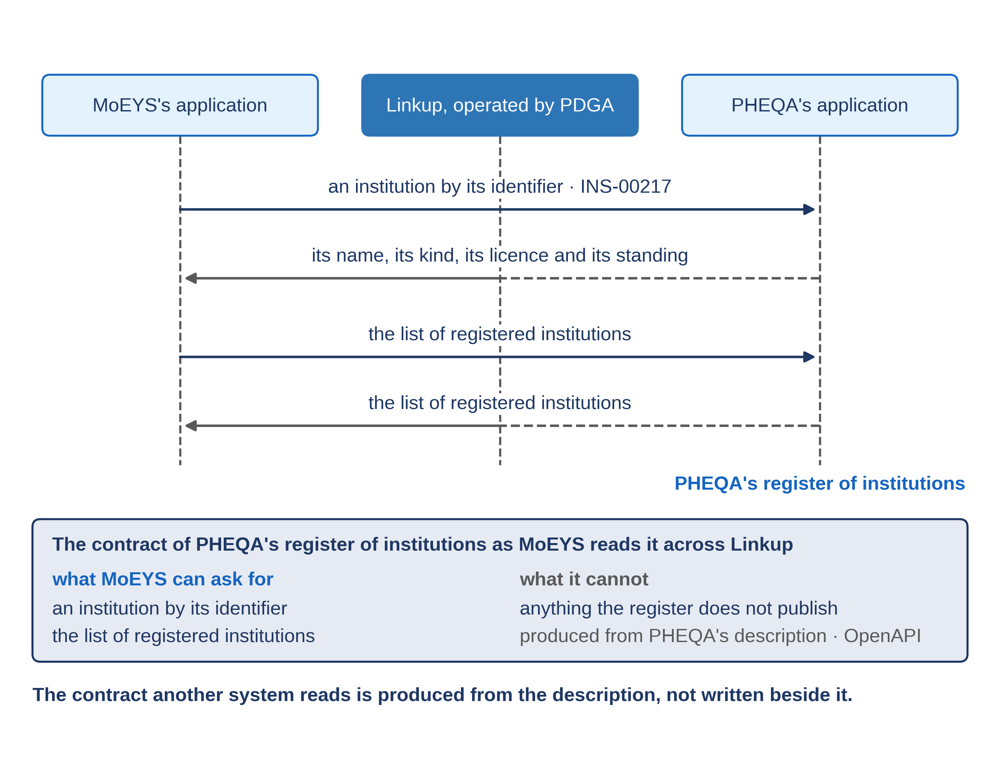 MoEYS's application
Linkup, operated by PDGA
PHEQA's application
an institution by its identifier · INS-00217
its name, its kind, its licence and its standing
the list of registered institutions
the list of registered institutions
PHEQA's register of institutions
The contract of PHEQA's register of institutions as MoEYS reads it across Linkup
what MoEYS can ask for
what it cannot
an institution by its identifier
anything the register does not publish
the list of registered institutions
produced from PHEQA's description · OpenAPI
The contract another system reads is produced from the description, not written beside it.